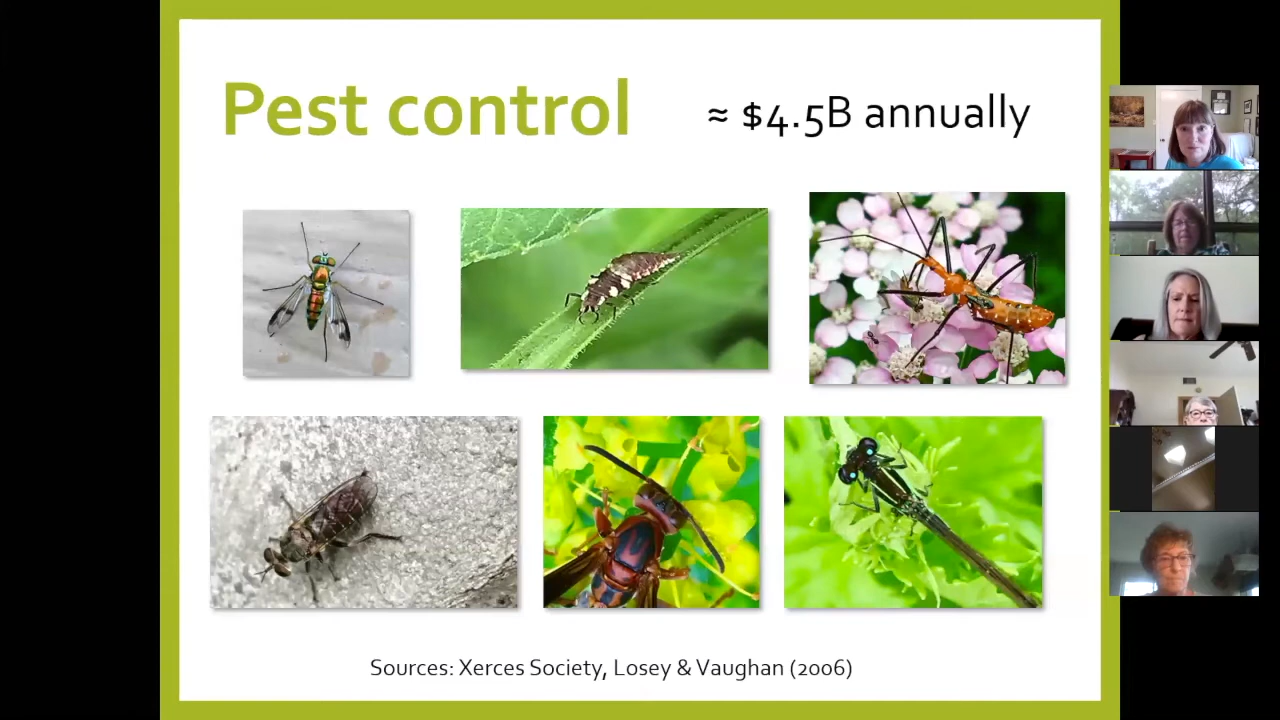 Pest control
≈ $4.5B annually
Sources: Xerces Society, Losey & Vaughan (2006)